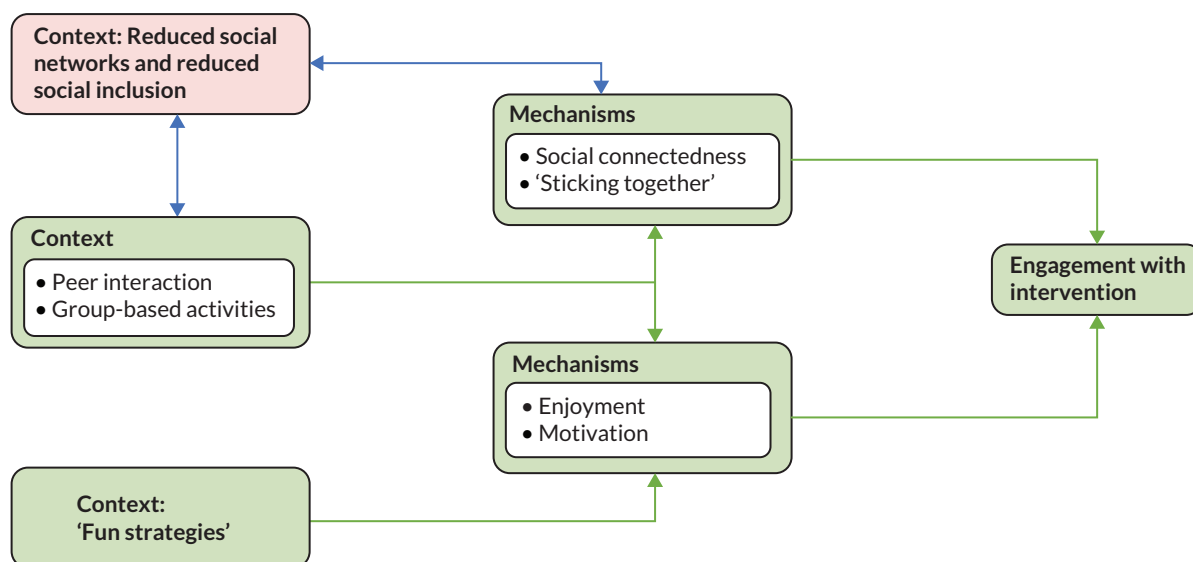 Context: Reduced social
networks and reduced
social inclusion
Mechanisms
• Social connectedness
• ‘Sticking together’
Context
• Peer interaction
• Group-based activities
Engagement with
intervention
Mechanisms
• Enjoyment
• Motivation
Context:
‘Fun strategies’